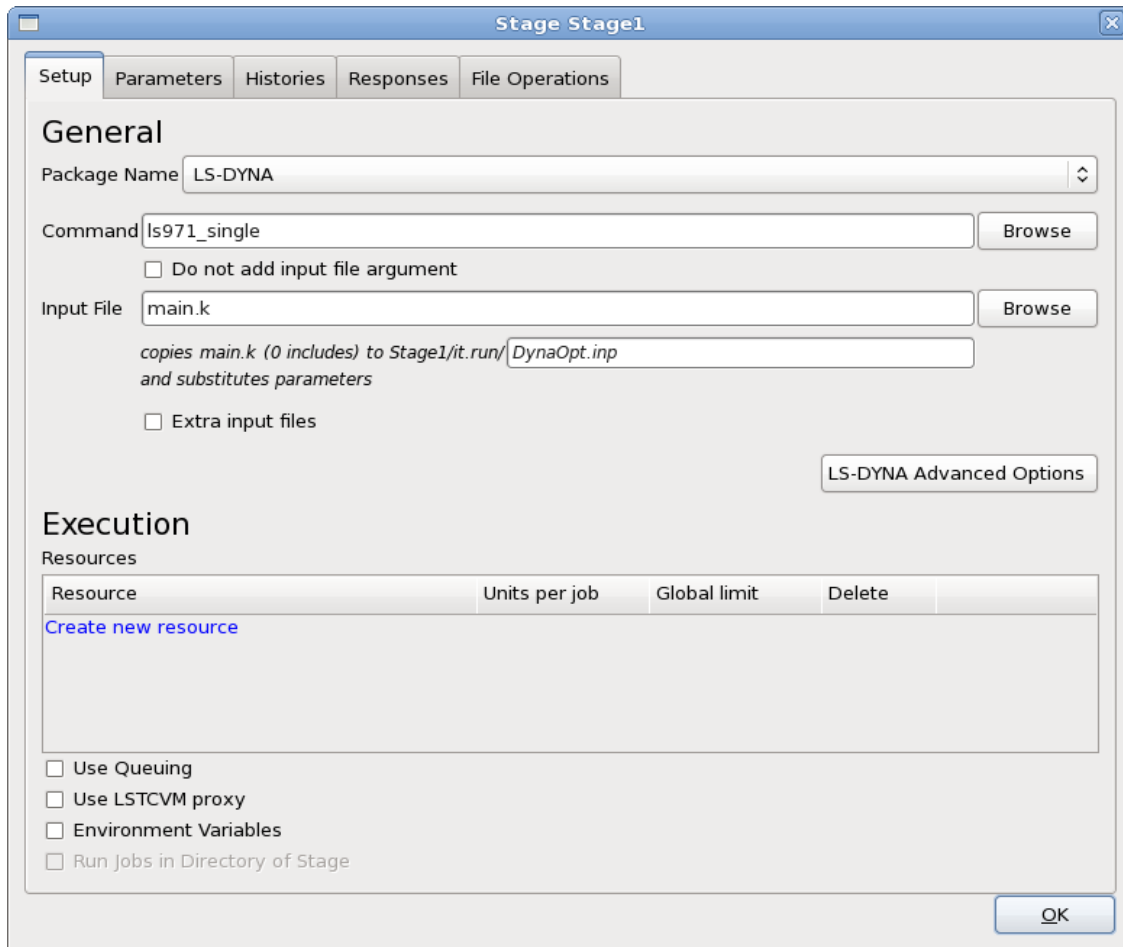 Stage Stage1
Setup Parameters Histories Responses File Operations
General
Package Name LS-DYNA
Command ls971_single Browse
Do not add input file argument
Input File main.k Browse
copies main.k (0 includes) to Stage1/it.run/ DynaOpt.inp
and substitutes parameters
Extra input files
LS-DYNA Advanced Options
Execution
Resources
Resource Units per job Global limit Delete
Create new resource
Use Queuing
Use LSTCVM proxy
Environment Variables
Run Jobs in Directory of Stage
OK